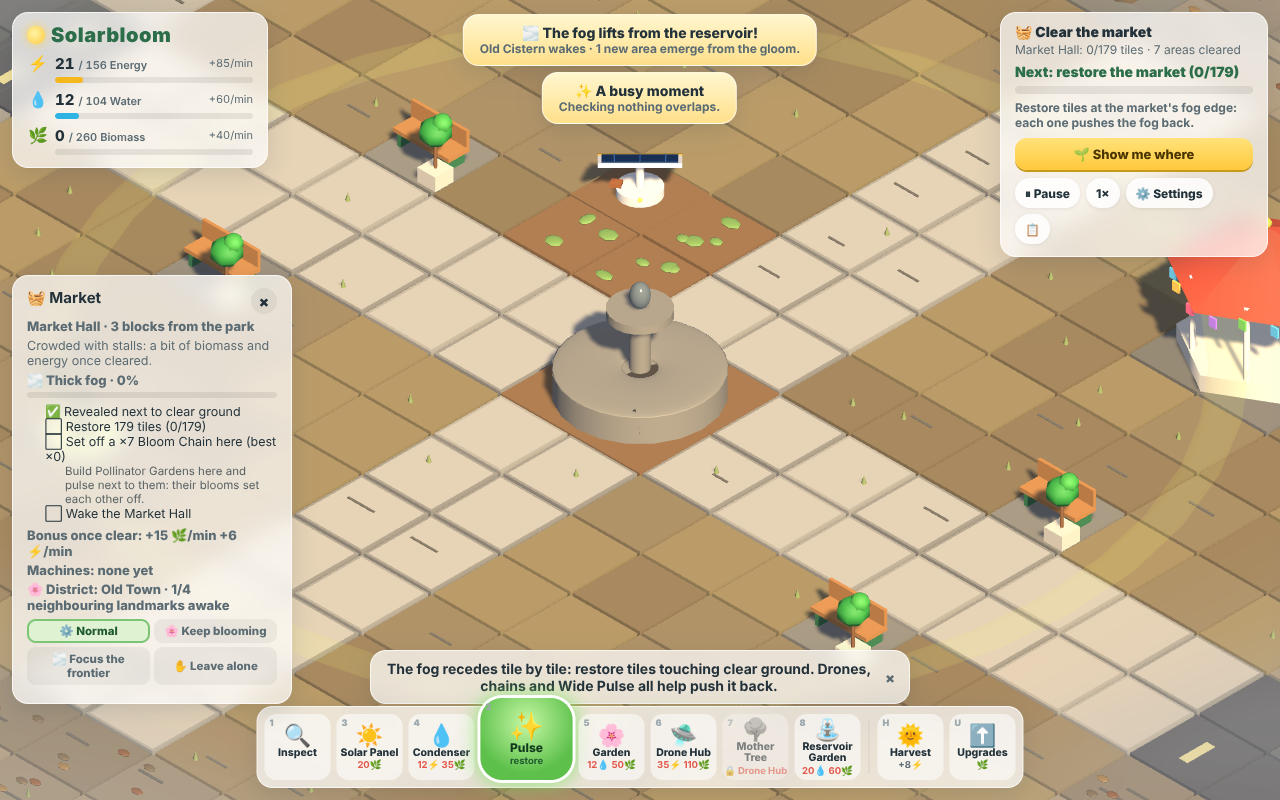 Solarbloom
⚡ 21 / 156 Energy +85/min
💧 12 / 104 Water +60/min
🌿 0 / 260 Biomass +40/min
🌫️ The fog lifts from the reservoir!
Old Cistern wakes · 1 new area emerge from the gloom.
✨ A busy moment
Checking nothing overlaps.
🧺 Clear the market
Market Hall: 0/179 tiles · 7 areas cleared
Next: restore the market (0/179)
Restore tiles at the market's fog edge:
each one pushes the fog back.
🌱 Show me where
⏸ Pause 1× ⚙️ Settings
📋
🧺 Market ✖
Market Hall · 3 blocks from the park
Crowded with stalls: a bit of biomass and
energy once cleared.
🌫️ Thick fog · 0%
✅ Revealed next to clear ground
⬜ Restore 179 tiles (0/179)
⬜ Set off a ×7 Bloom Chain here (best
×0)
Build Pollinator Gardens here and
pulse next to them: their blooms set
each other off.
⬜ Wake the Market Hall
Bonus once clear: +15 🌿/min +6
⚡/min
Machines: none yet
🌸 District: Old Town · 1/4
neighbouring landmarks awake
⚙️ Normal 🌸 Keep blooming
🌫️ Focus the
frontier
✋ Leave alone
The fog recedes tile by tile: restore tiles touching clear ground. Drones,
chains and Wide Pulse all help push it back.
✖
1 Inspect
3 Solar Panel
20🌿
4 Condenser
12⚡ 35🌿
✨ Pulse
restore
5 Garden
12💧 50🌿
6 Drone Hub
35⚡ 110🌿
7 Mother
Tree
🔒 Drone Hub
8 Reservoir
Garden
20💧 60🌿
H Harvest
+8⚡
U Upgrades
🌿